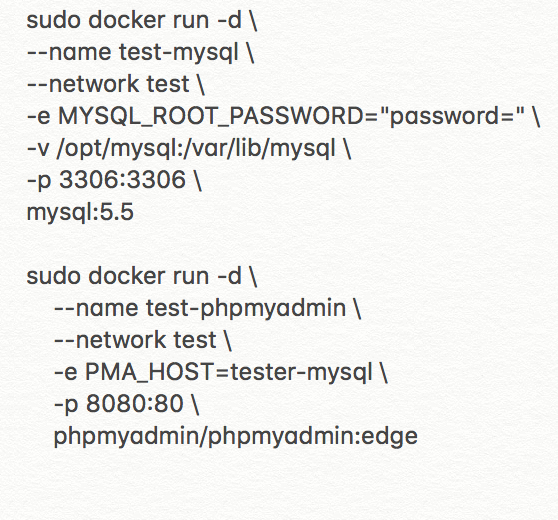 sudo docker run -d \
--name test-mysql \
--network test \
-e MYSQL_ROOT_PASSWORD="password=" \
-v /opt/mysql:/var/lib/mysql \
-p 3306:3306 \
mysql:5.5

sudo docker run -d \
--name test-phpmyadmin \
--network test \
-e PMA_HOST=tester-mysql \
-p 8080:80 \
phpmyadmin/phpmyadmin:edge